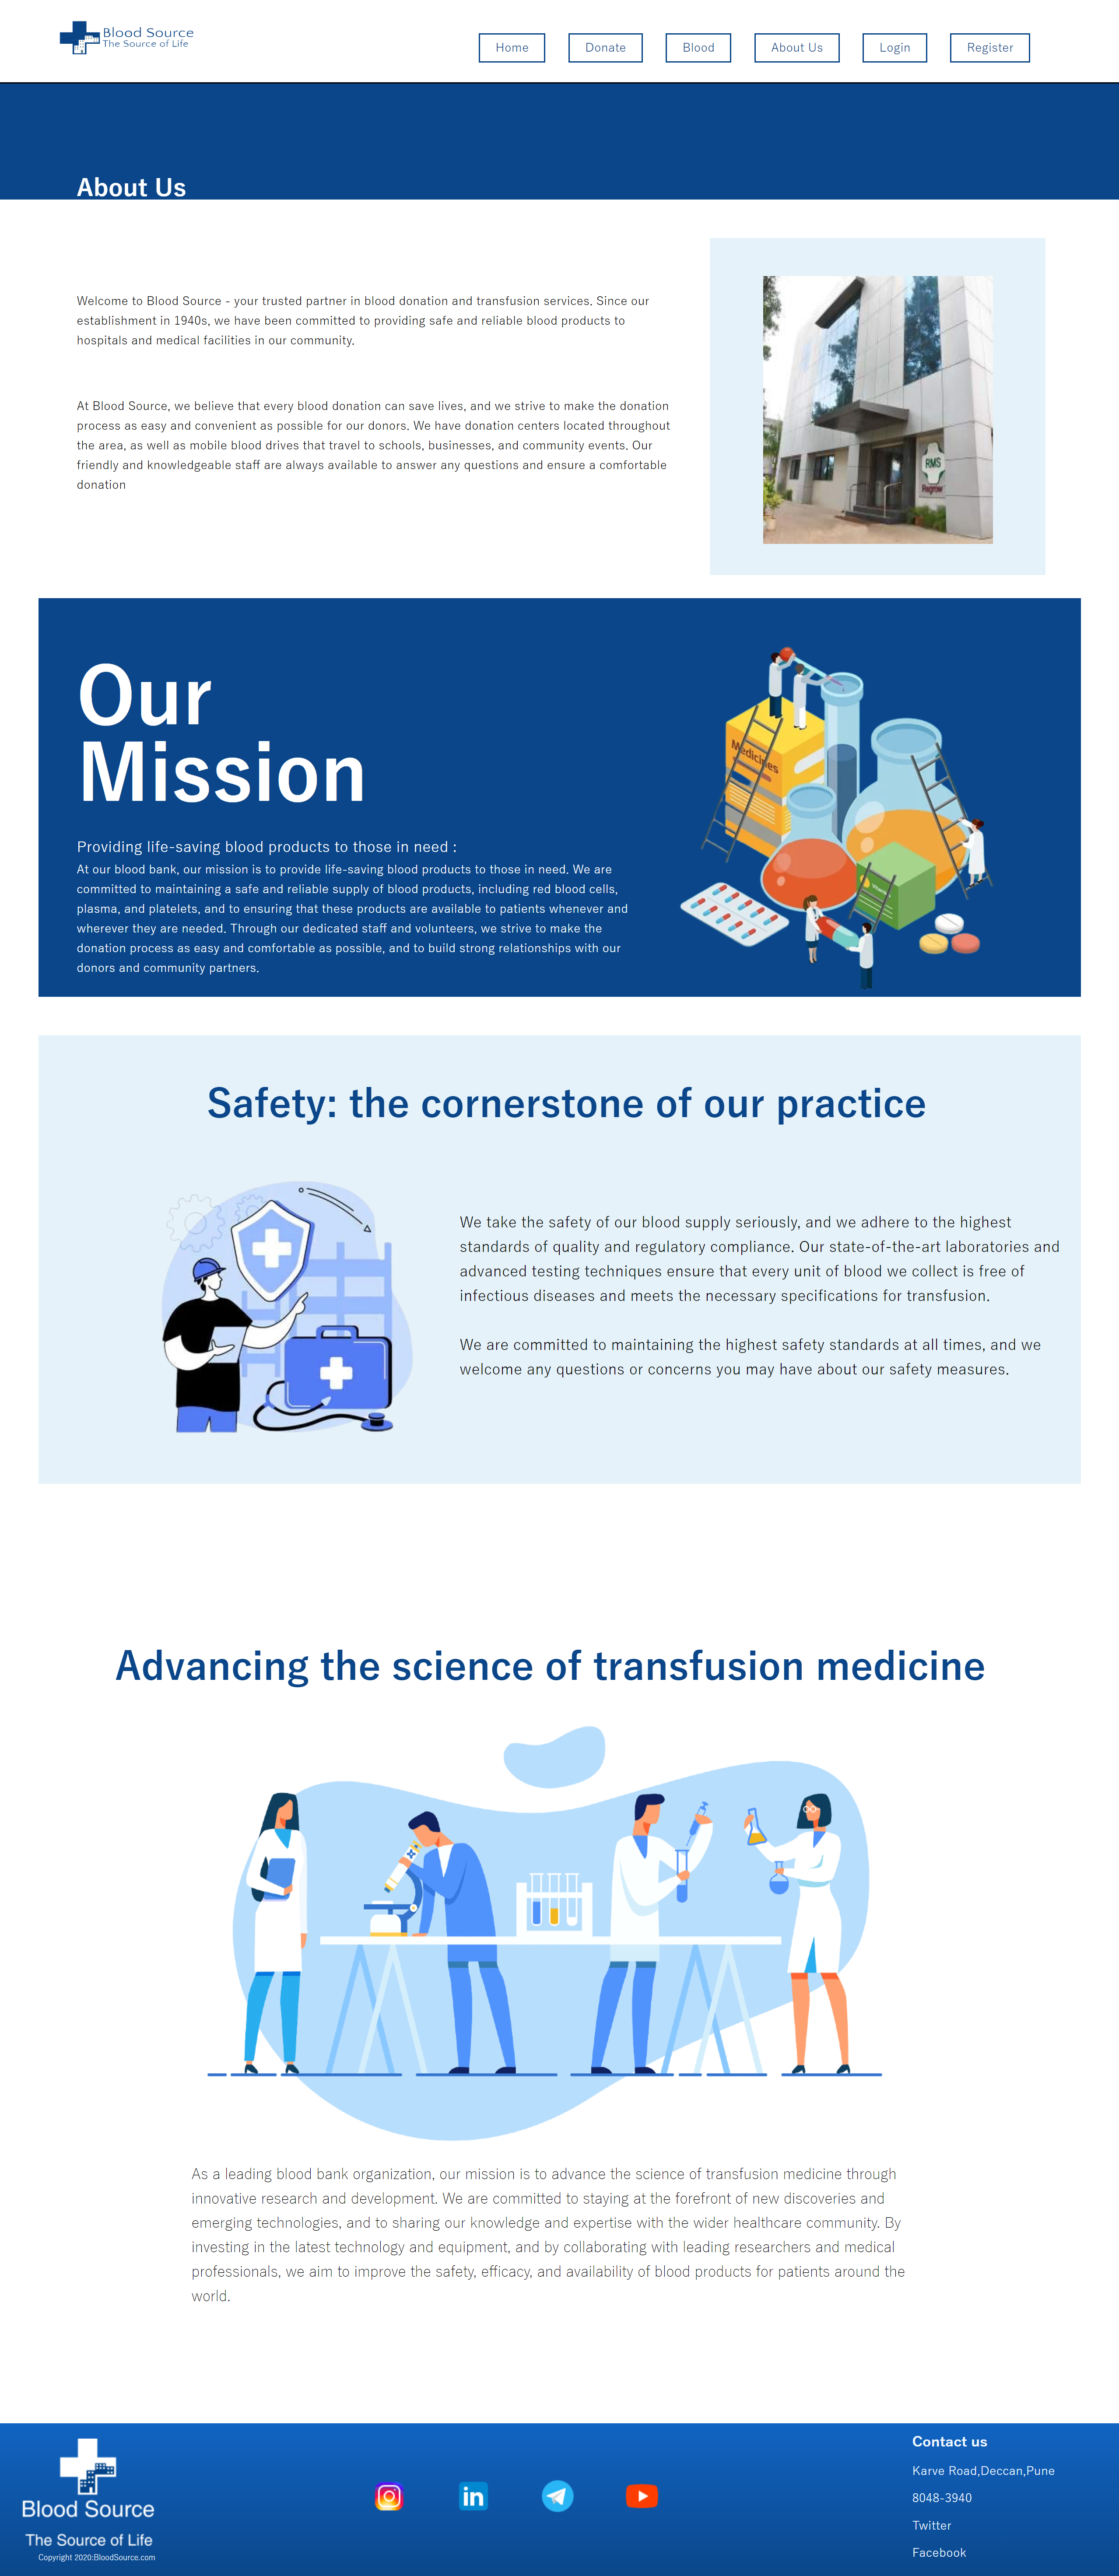 Blood Source
The Source of Life
Home
Donate
Blood
About Us
Login
Register
About Us
Welcome to Blood Source - your trusted partner in blood donation and transfusion services. Since our
establishment in 1940s, we have been committed to providing safe and reliable blood products to
hospitals and medical facilities in our community.
At Blood Source, we believe that every blood donation can save lives, and we strive to make the donation
process as easy and convenient as possible for our donors. We have donation centers located throughout
the area, as well as mobile blood drives that travel to schools, businesses, and community events. Our
friendly and knowledgeable staff are always available to answer any questions and ensure a comfortable
donation
RMS
Regrow
Our
Mission
Medicines
Providing life-saving blood products to those in need :
At our blood bank, our mission is to provide life-saving blood products to those in need. We are
committed to maintaining a safe and reliable supply of blood products, including red blood cells,
plasma, and platelets, and to ensuring that these products are available to patients whenever and
wherever they are needed. Through our dedicated staff and volunteers, we strive to make the
donation process as easy and comfortable as possible, and to build strong relationships with our
donors and community partners.
Safety: the cornerstone of our practice
We take the safety of our blood supply seriously, and we adhere to the highest
standards of quality and regulatory compliance. Our state-of-the-art laboratories and
advanced testing techniques ensure that every unit of blood we collect is free of
infectious diseases and meets the necessary specifications for transfusion.
We are committed to maintaining the highest safety standards at all times, and we
welcome any questions or concerns you may have about our safety measures.
Advancing the science of transfusion medicine
As a leading blood bank organization, our mission is to advance the science of transfusion medicine through
innovative research and development. We are committed to staying at the forefront of new discoveries and
emerging technologies, and to sharing our knowledge and expertise with the wider healthcare community. By
investing in the latest technology and equipment, and by collaborating with leading researchers and medical
professionals, we aim to improve the safety, efficacy, and availability of blood products for patients around the
world.
Blood Source
The Source of Life
Copyright 2020:BloodSource.com
in
Contact us
Karve Road,Deccan,Pune
8048-3940
Twitter
Facebook